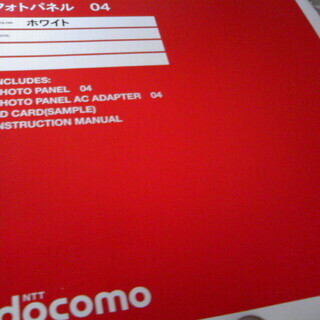 フォトパネル 04
ホワイト
INCLUDES:
PHOTO PANEL 04
PHOTO PANEL AC ADAPTER 04
SD CARD(SAMPLE)
INSTRUCTION MANUAL
NTT
docomo